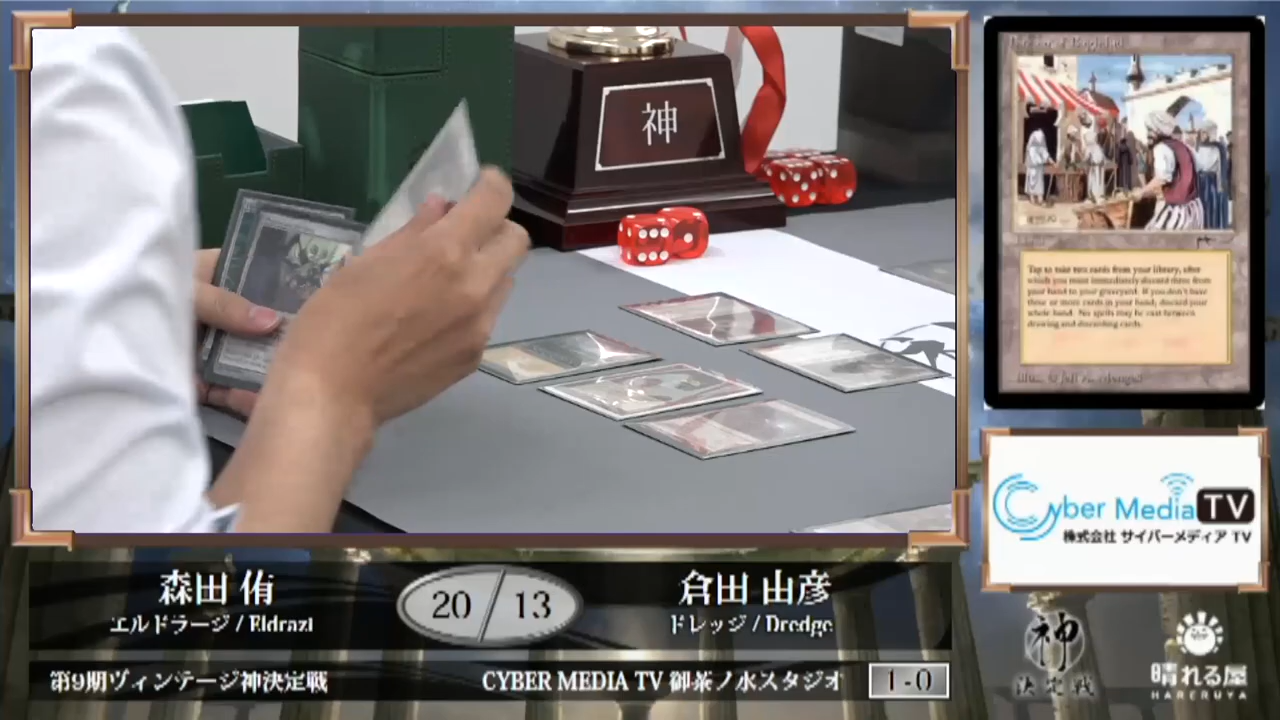 神
Bazaar of Baghdad
Tap to take two cards from your library, after
which you must immediately discard three from
your hand to your graveyard. If you don't have
three or more cards in your hand, discard your
whole hand. No spells may be cast between
drawing and discarding cards.
Cyber Media TV
株式会社 サイバーメディア TV
森田 侑
エルドラージ / Eldrazi
20 / 13
倉田 由彦
ドレッジ / Dredge
第9期ヴィンテージ神決定戦
CYBER MEDIA TV 御茶ノ水スタジオ
1-0
神
決定戦
晴れる屋
HARERUYA